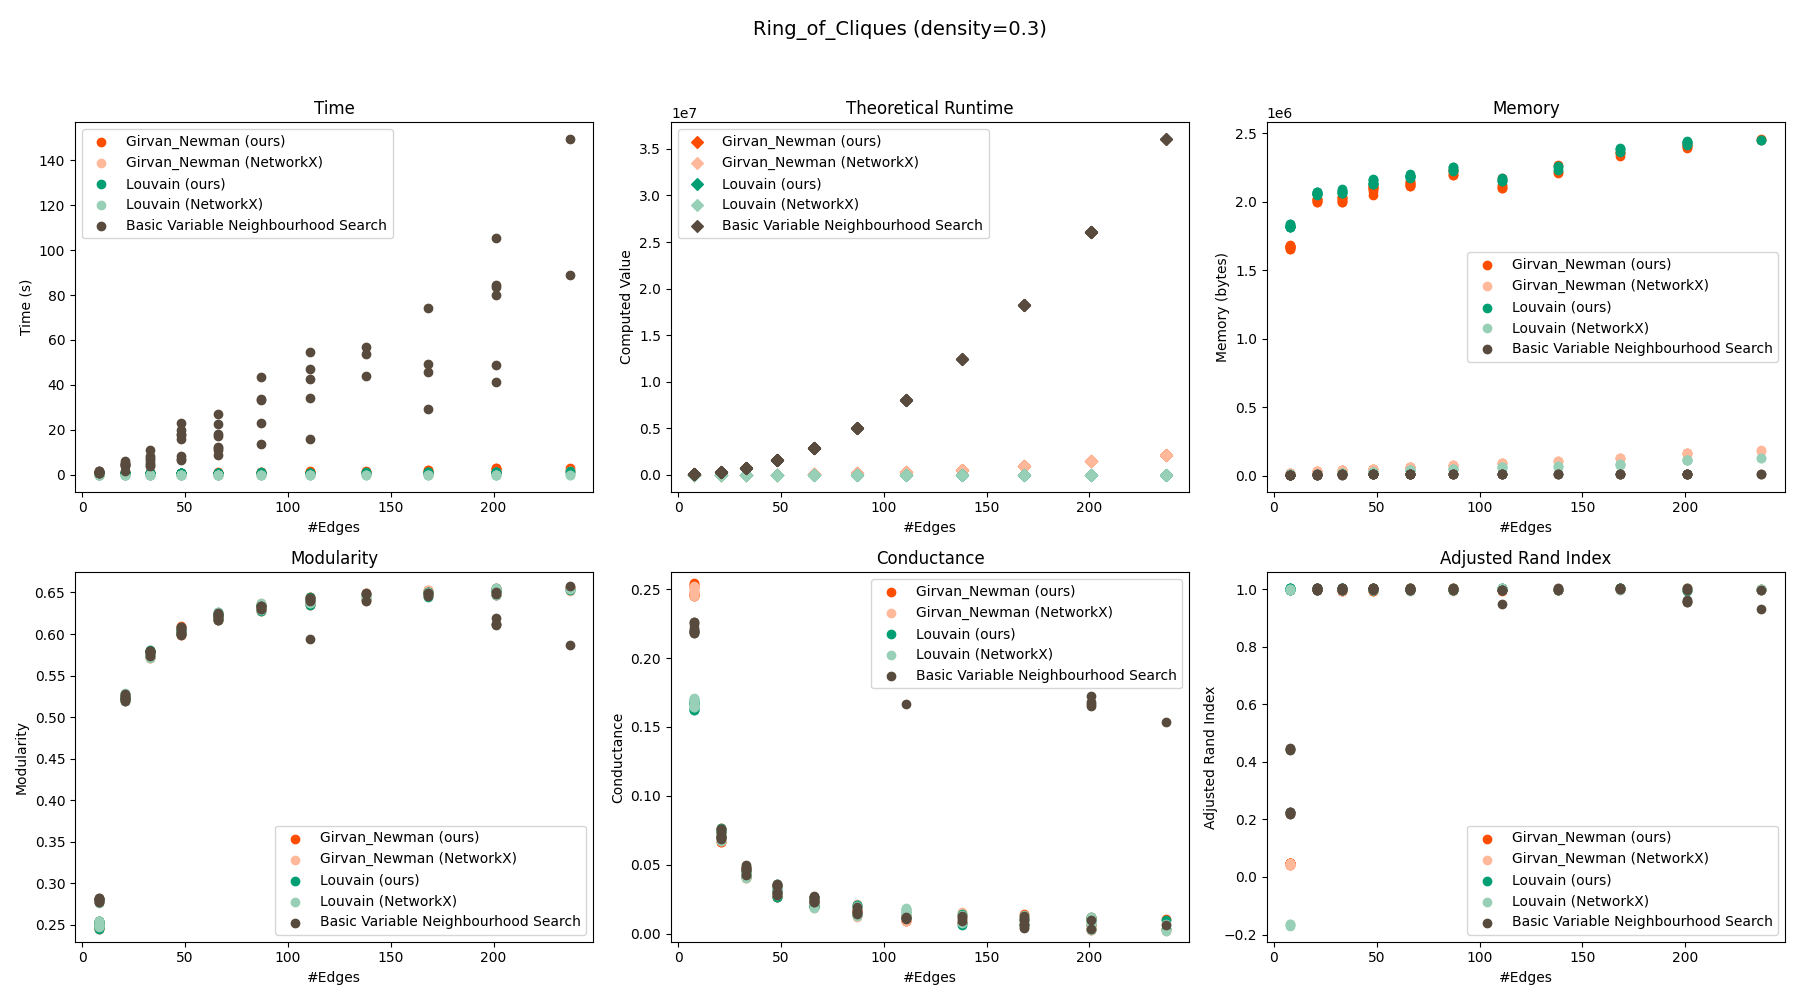 Ring_of_Cliques (density=0.3)
Time
Girvan_Newman (ours)
Girvan_Newman (NetworkX)
Louvain (ours)
Louvain (NetworkX)
Basic Variable Neighbourhood Search
140
120
100
80
60
40
20
0
Time (s)
0 50 100 150 200
#Edges
Theoretical Runtime
1e7
Girvan_Newman (ours)
Girvan_Newman (NetworkX)
Louvain (ours)
Louvain (NetworkX)
Basic Variable Neighbourhood Search
3.5
3.0
2.5
2.0
1.5
1.0
0.5
0.0
Computed Value
0 50 100 150 200
#Edges
Memory
1e6
2.5
2.0
1.5
1.0
0.5
0.0
Memory (bytes)
Girvan_Newman (ours)
Girvan_Newman (NetworkX)
Louvain (ours)
Louvain (NetworkX)
Basic Variable Neighbourhood Search
0 50 100 150 200
#Edges
Modularity
0.65
0.60
0.55
0.50
0.45
0.40
0.35
0.30
0.25
Modularity
Girvan_Newman (ours)
Girvan_Newman (NetworkX)
Louvain (ours)
Louvain (NetworkX)
Basic Variable Neighbourhood Search
0 50 100 150 200
#Edges
Conductance
Girvan_Newman (ours)
Girvan_Newman (NetworkX)
Louvain (ours)
Louvain (NetworkX)
Basic Variable Neighbourhood Search
0.25
0.20
0.15
0.10
0.05
0.00
Conductance
0 50 100 150 200
#Edges
Adjusted Rand Index
1.0
0.8
0.6
0.4
0.2
0.0
−0.2
Adjusted Rand Index
Girvan_Newman (ours)
Girvan_Newman (NetworkX)
Louvain (ours)
Louvain (NetworkX)
Basic Variable Neighbourhood Search
0 50 100 150 200
#Edges